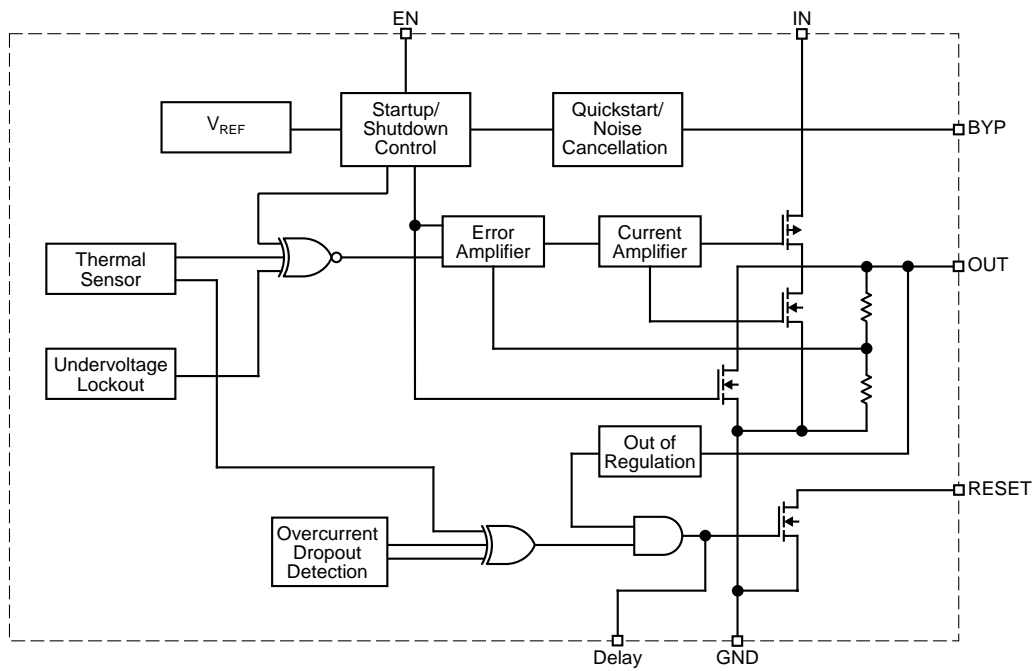 EN
IN
V_REF
Startup/
Shutdown
Control
Quickstart/
Noise
Cancellation
BYP
Thermal
Sensor
Error
Amplifier
Current
Amplifier
OUT
Undervoltage
Lockout
Out of
Regulation
RESET
Overcurrent
Dropout
Detection
Delay
GND